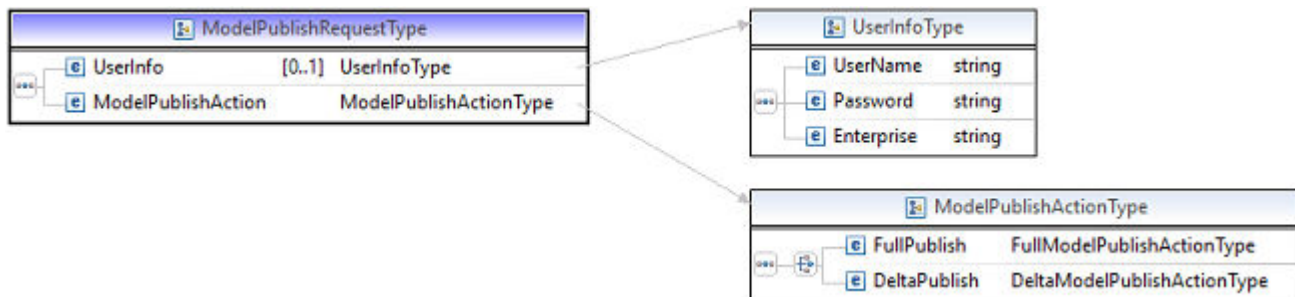 ModelPublishRequestType
e UserInfo [0..1] UserInfoType
e ModelPublishAction ModelPublishActionType
UserInfoType
e UserName string
e Password string
e Enterprise string
ModelPublishActionType
e FullPublish FullModelPublishActionType
e DeltaPublish DeltaModelPublishActionType